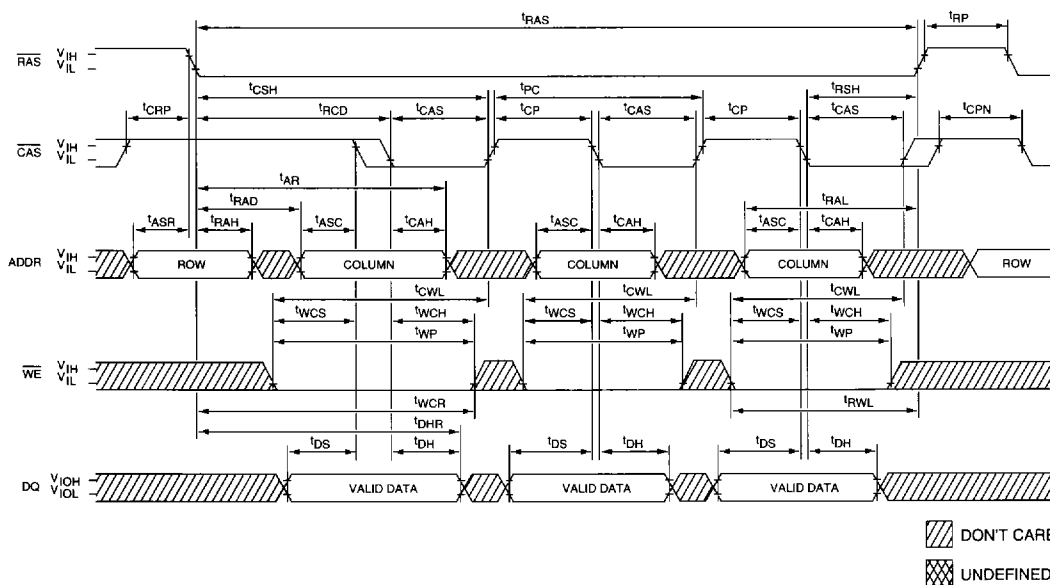 tRAS tRP
RAS VIH
VIL
tCSH tPC tRSH
tCRP tRCD tCAS tCP tCAS tCP tCAS tCPN
CAS VIH
VIL
tAR
tRAD tRAL
tASR tRAH tASC tCAH tASC tCAH tASC tCAH
ADDR VIH
VIL
ROW COLUMN COLUMN COLUMN ROW
tCWL tCWL tCWL
tWCS tWCH tWCS tWCH tWCS tWCH
tWP tWP tWP
WE VIH
VIL
tWCR tRWL
tDHR
tDS tDH tDS tDH tDS tDH
DQ VIOH
VIOL
VALID DATA VALID DATA VALID DATA
DON'T CARE
UNDEFINED